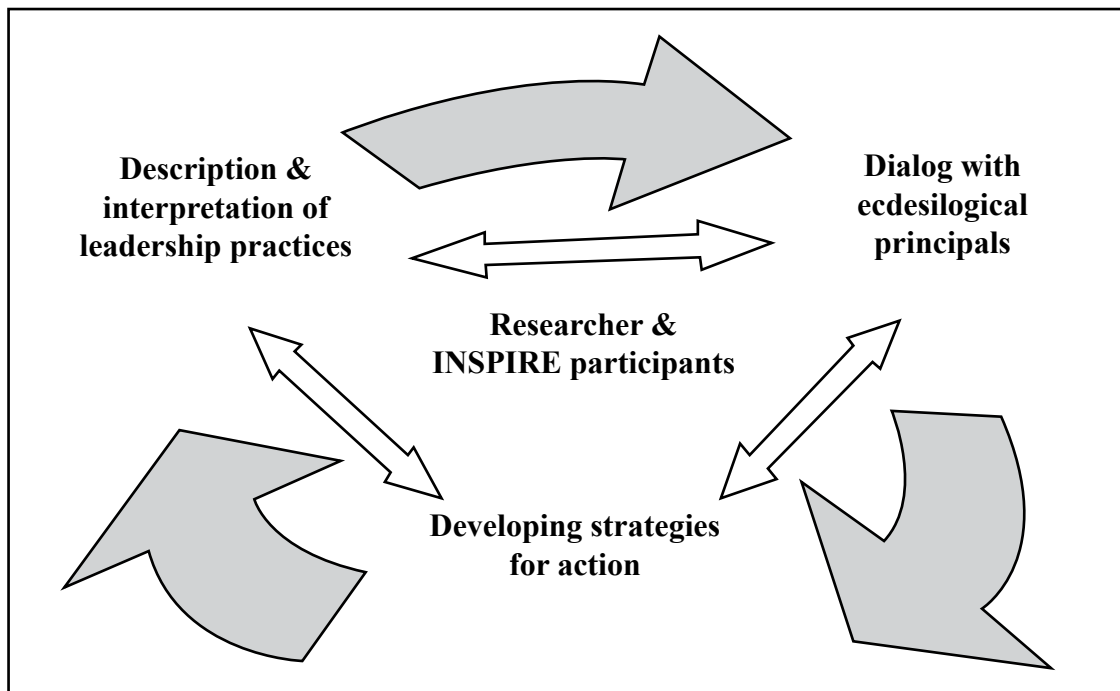 Description &
interpretation of
leadership practices
Dialog with
ecdesilogical
principals
Researcher &
INSPIRE participants
Developing strategies
for action